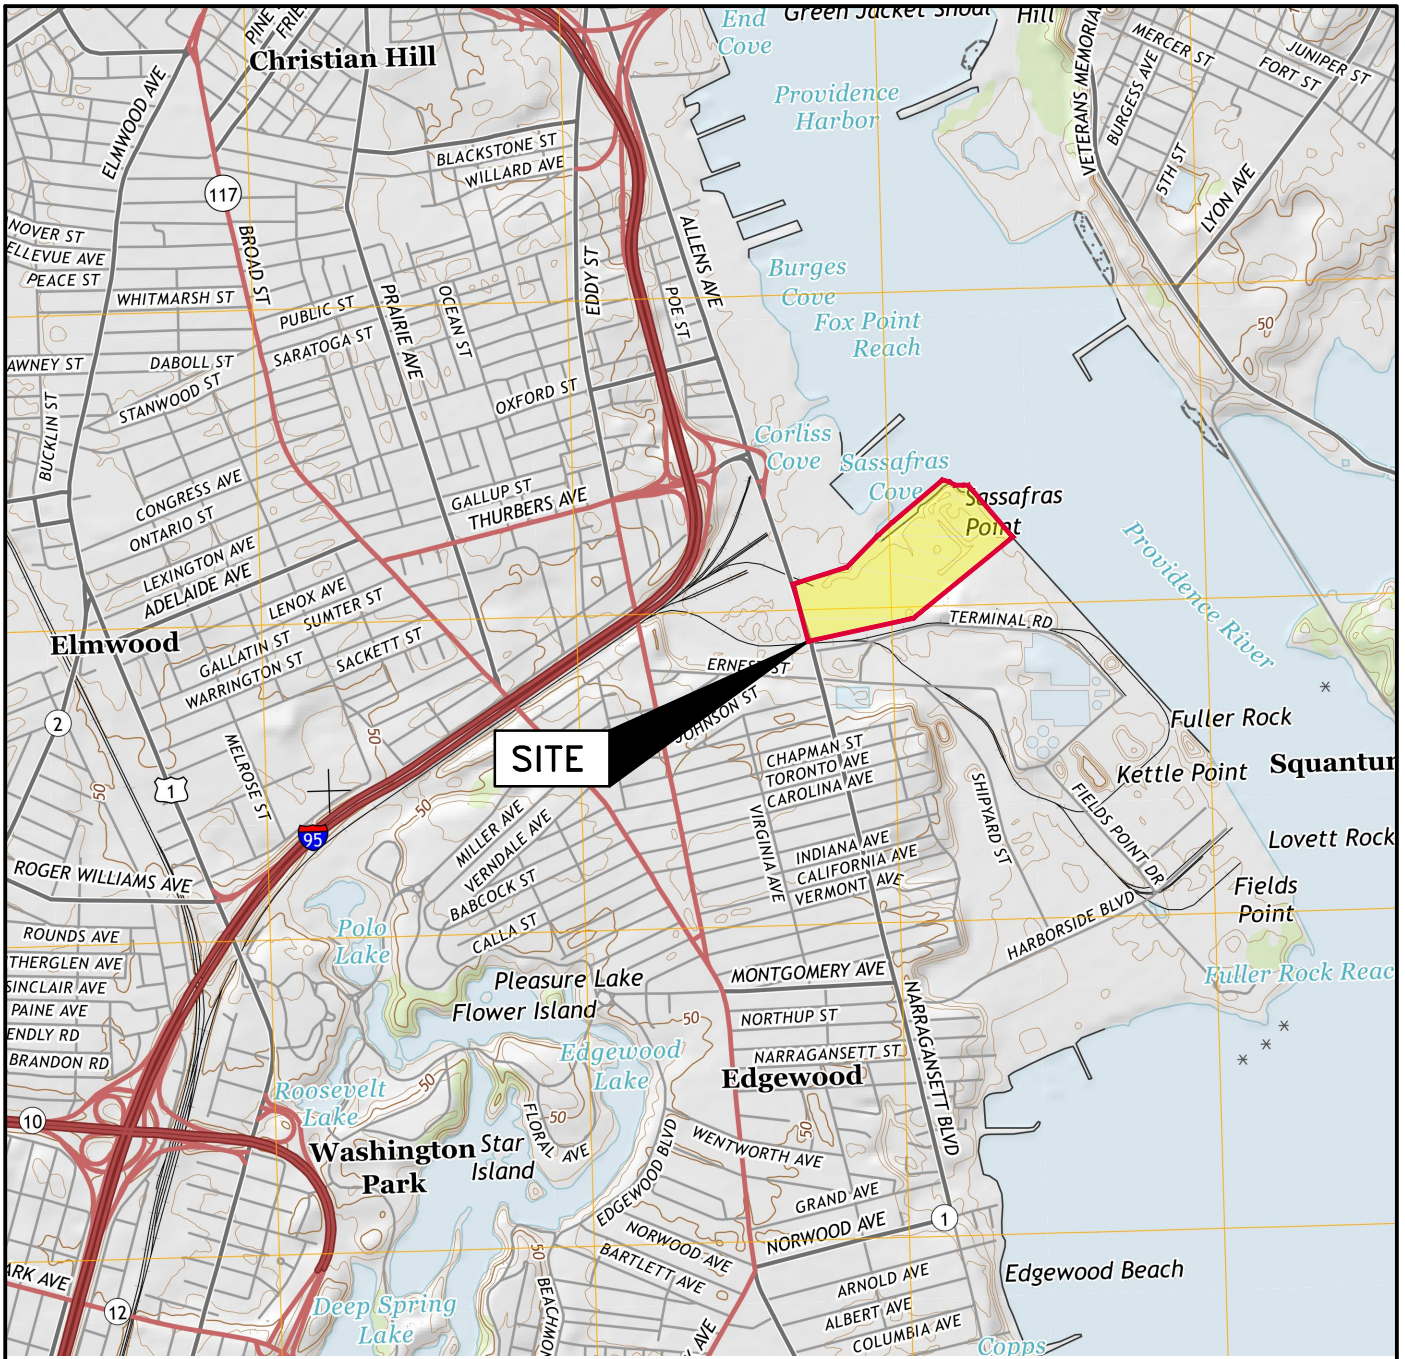 End
Cove
Green Jacket Shoal
Hill
Christian Hill
Providence
Harbor
VETERANS MEMORIA
MERCER ST
JUNIPER ST
FORT ST
BURGESS AVE
5TH ST
LYON AVE
PINE
FRIE
ELMWOOD AVE
BLACKSTONE ST
WILLARD AVE
117
BROAD ST
NOVER ST
ELLEVUE AVE
PEACE ST
WHITMARSH ST
PUBLIC ST
SARATOGA ST
PRAIRIE AVE
OCEAN ST
EDDY ST
POE ST
ALLENS AVE
Burges
Cove
Fox Point
Reach
50
AWNEY ST
DABOLL ST
STANWOOD ST
OXFORD ST
BUCKLIN ST
Corliss
Cove
Sassafras
Cove
Sassafras
Point
CONGRESS AVE
ONTARIO ST
GALLUP ST
THURBERS AVE
LEXINGTON AVE
ADELAIDE AVE
LENOX AVE
SUMTER ST
Providence River
TERMINAL RD
Elmwood
GALLATIN ST
WARRINGTON ST
SACKETT ST
ERNEST ST
JOHNSON ST
SITE
2
MELROSE ST
50
50
1
50
95
CHAPMAN ST
TORONTO AVE
CAROLINA AVE
VIRGINIA AVE
INDIANA AVE
CALIFORNIA AVE
VERMONT AVE
SHIPYARD ST
FIELDS POINT DR
Fuller Rock
Kettle Point
Squantum
Lovett Rock
Fields
Point
HARBORSIDE BLVD
Fuller Rock Reac
MILLER AVE
VERNDALE AVE
BABCOCK ST
CALLA ST
ROGER WILLIAMS AVE
Polo
Lake
ROUNDS AVE
THERGLEN AVE
SINCLAIR AVE
PAINE AVE
ENDLY RD
BRANDON RD
Pleasure Lake
Flower Island
MONTGOMERY AVE
NORTHUP ST
NARRAGANSETT ST
NARRAGANSETT BLVD
50
Edgewood
Lake
Edgewood
Roosevelt
Lake
50
50
50
10
Washington
Park
Star
Island
FLORAL AVE
EDGEWOOD BLVD
WENTWORTH AVE
GRAND AVE
NORWOOD AVE
1
NORWOOD AVE
BARTLETT AVE
50
BEACHMON
ARK AVE
12
Deep Spring
Lake
Edgewood Beach
ARNOLD AVE
ALBERT AVE
COLUMBIA AVE
Copps
AVE